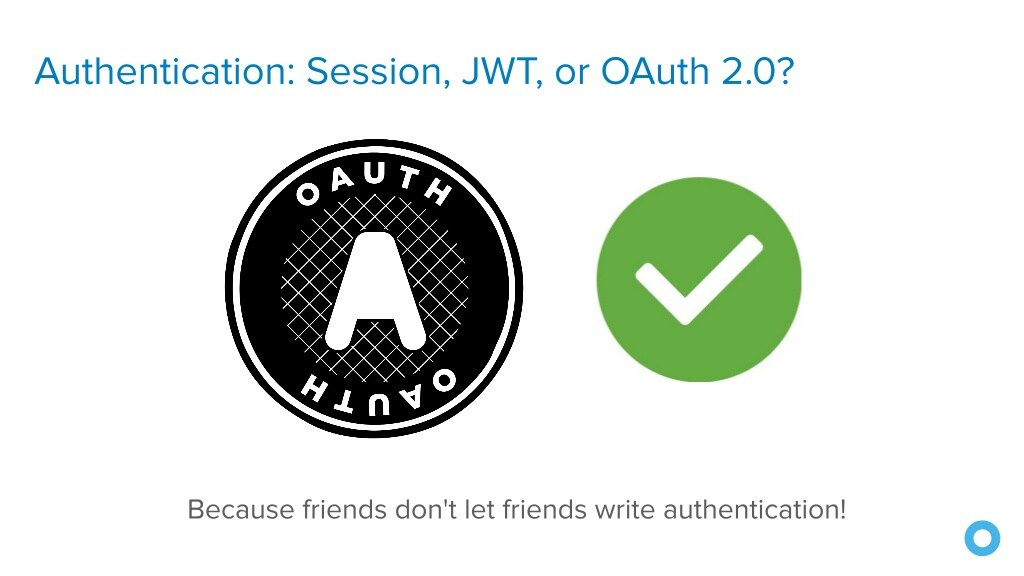 Authentication: Session, JWT, or OAuth 2.0?
OAUTH
A
OAUTH
Because friends don't let friends write authentication!